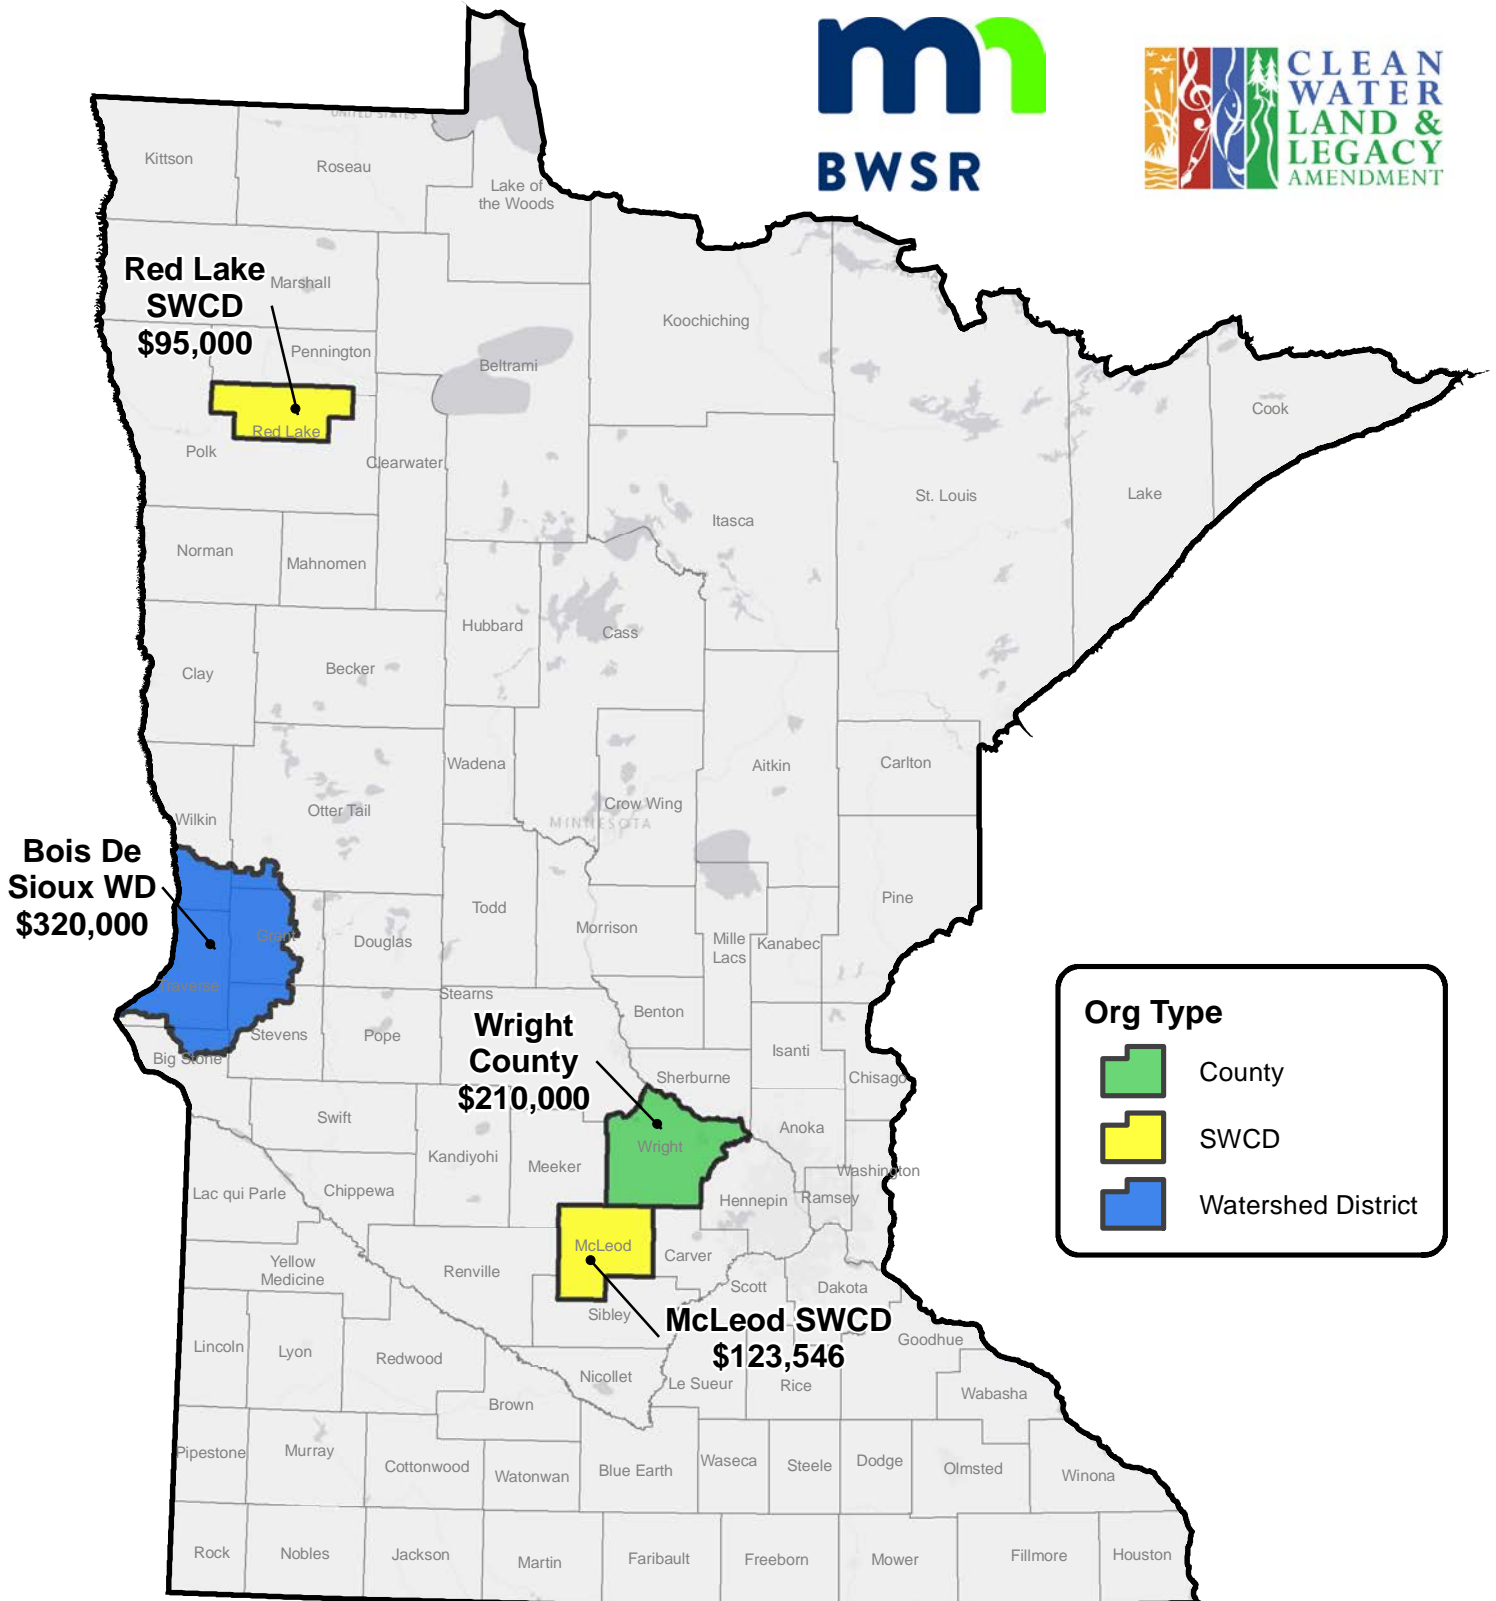 BWSR
CLEAN
WATER
LAND &
LEGACY
AMENDMENT
UNITED STATES
Kittson
Roseau
Lake of
the Woods
Red Lake
SWCD
$95,000
Marshall
Koochiching
Pennington
Beltrami
Cook
Red Lake
Polk
Clearwater
St. Louis
Lake
Itasca
Norman
Mahnomen
Hubbard
Cass
Clay
Becker
Wadena
Aitkin
Carlton
Otter Tail
Crow Wing
Wilkin
MINNESOTA
Bois De
Sioux WD
$320,000
Pine
Todd
Grant
Douglas
Morrison
Mille
Lacs
Kanabec
Traverse
Stearns
Benton
Stevens
Pope
Wright
County
$210,000
Big Stone
Isanti
Sherburne
Chisago
Org Type
County
SWCD
Watershed District
Swift
Anoka
Wright
Kandiyohi
Meeker
Washington
Lac qui Parle
Chippewa
Hennepin
Ramsey
McLeod
Carver
Yellow
Medicine
Renville
Scott
Dakota
Sibley
McLeod SWCD
$123,546
Goodhue
Lincoln
Lyon
Redwood
Nicollet
Le Sueur
Rice
Wabasha
Brown
Pipestone
Murray
Cottonwood
Watonwan
Blue Earth
Waseca
Steele
Dodge
Olmsted
Winona
Rock
Nobles
Jackson
Martin
Faribault
Freeborn
Mower
Fillmore
Houston